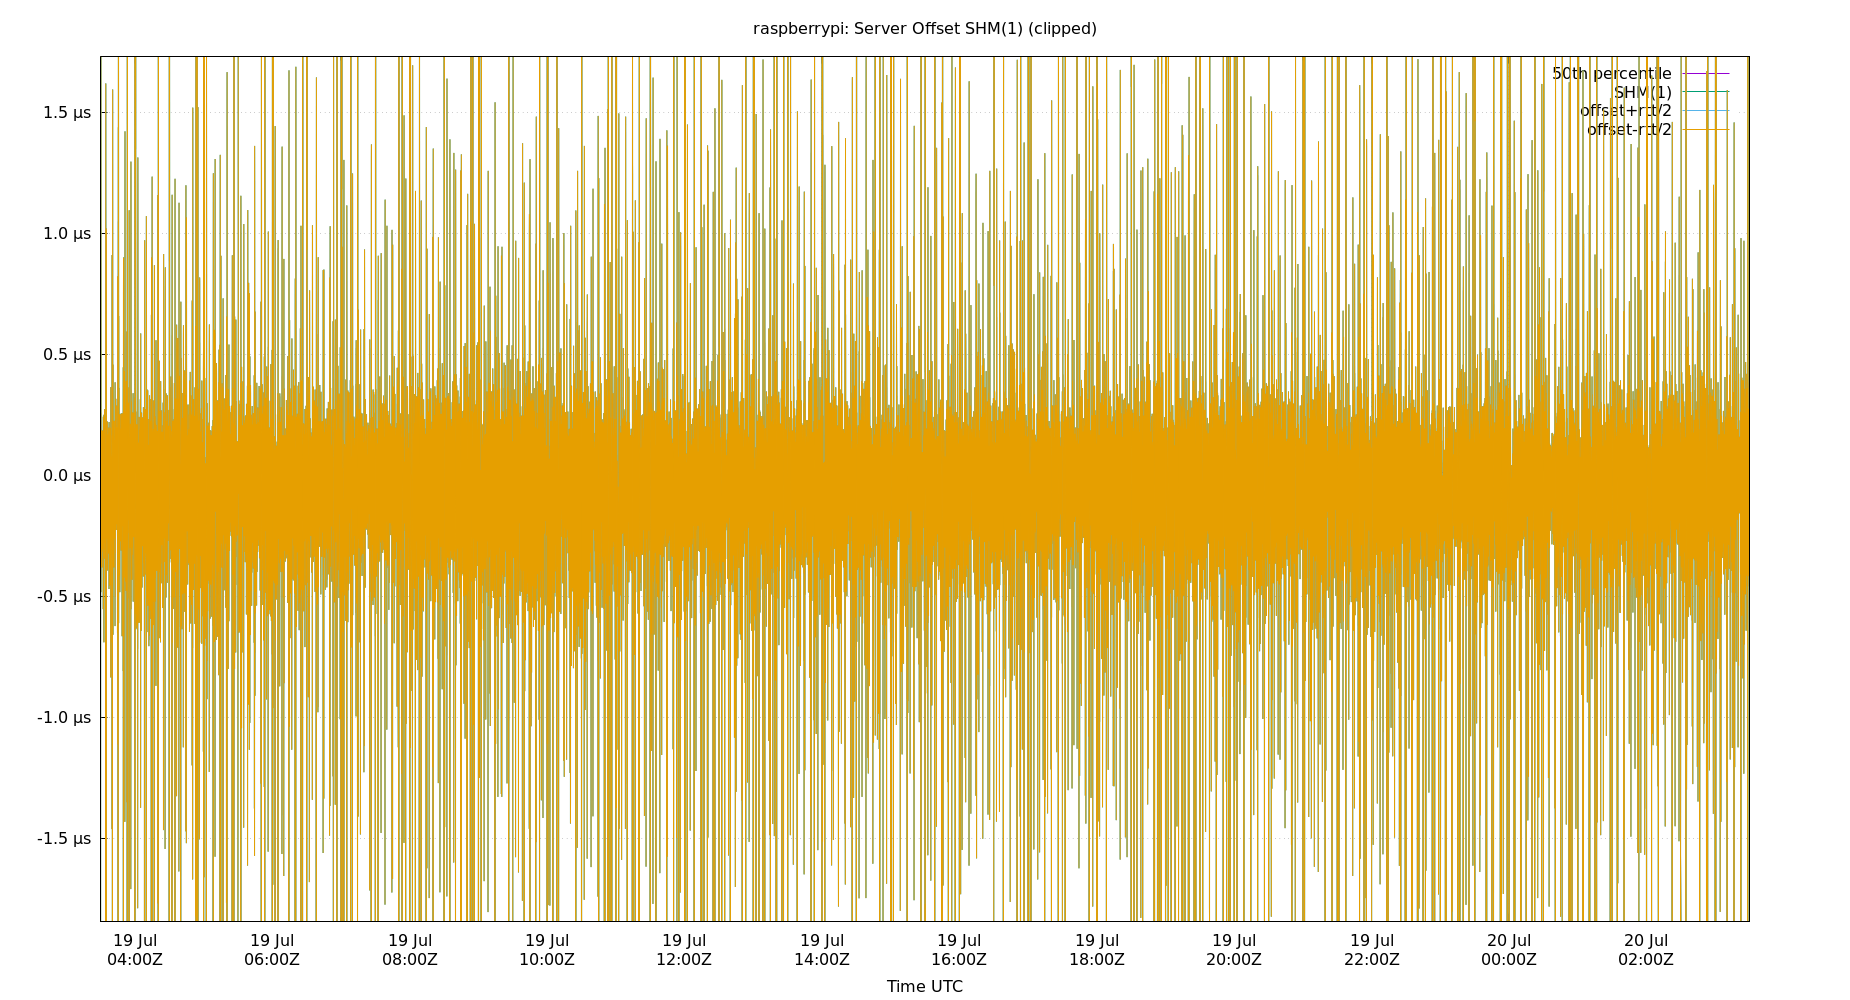 raspberrypi: Server Offset SHM(1) (clipped)
50th percentile
SHM(1)
offset+rtt/2
offset-rtt/2
1.5 µs
1.0 µs
0.5 µs
0.0 µs
-0.5 µs
-1.0 µs
-1.5 µs
19 Jul 19 Jul 19 Jul 19 Jul 19 Jul 19 Jul 19 Jul 19 Jul 19 Jul 19 Jul 20 Jul 20 Jul
04:00Z 06:00Z 08:00Z 10:00Z 12:00Z 14:00Z 16:00Z 18:00Z 20:00Z 22:00Z 00:00Z 02:00Z
Time UTC